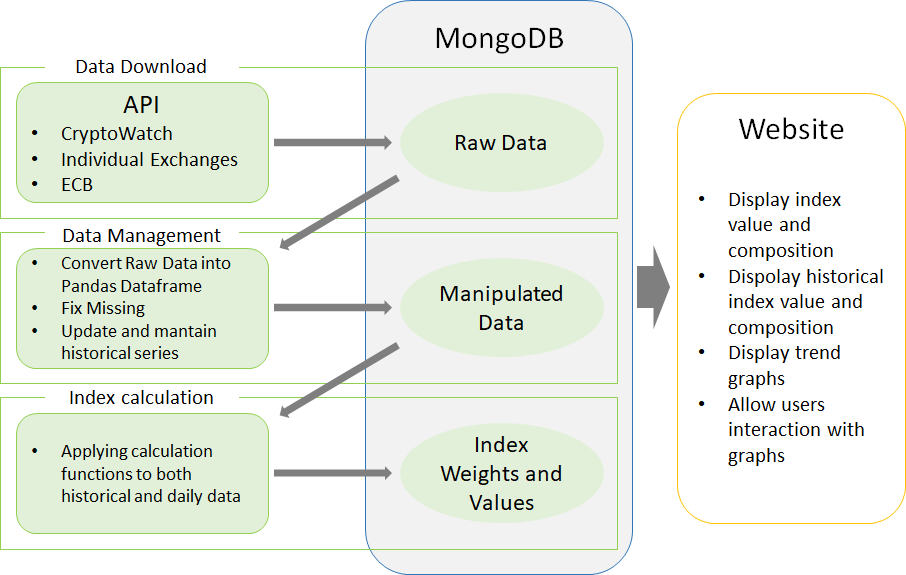 MongoDB
Data Download
API
• CryptoWatch
• Individual Exchanges
• ECB
Raw Data
Data Management
• Convert Raw Data into
Pandas Dataframe
• Fix Missing
• Update and mantain
historical series
Manipulated
Data
Index calculation
• Applying calculation
functions to both
historical and daily data
Index
Weights and
Values
Website
• Display index
value and
composition
• Dispolay historical
index value and
composition
• Display trend
graphs
• Allow users
interaction with
graphs